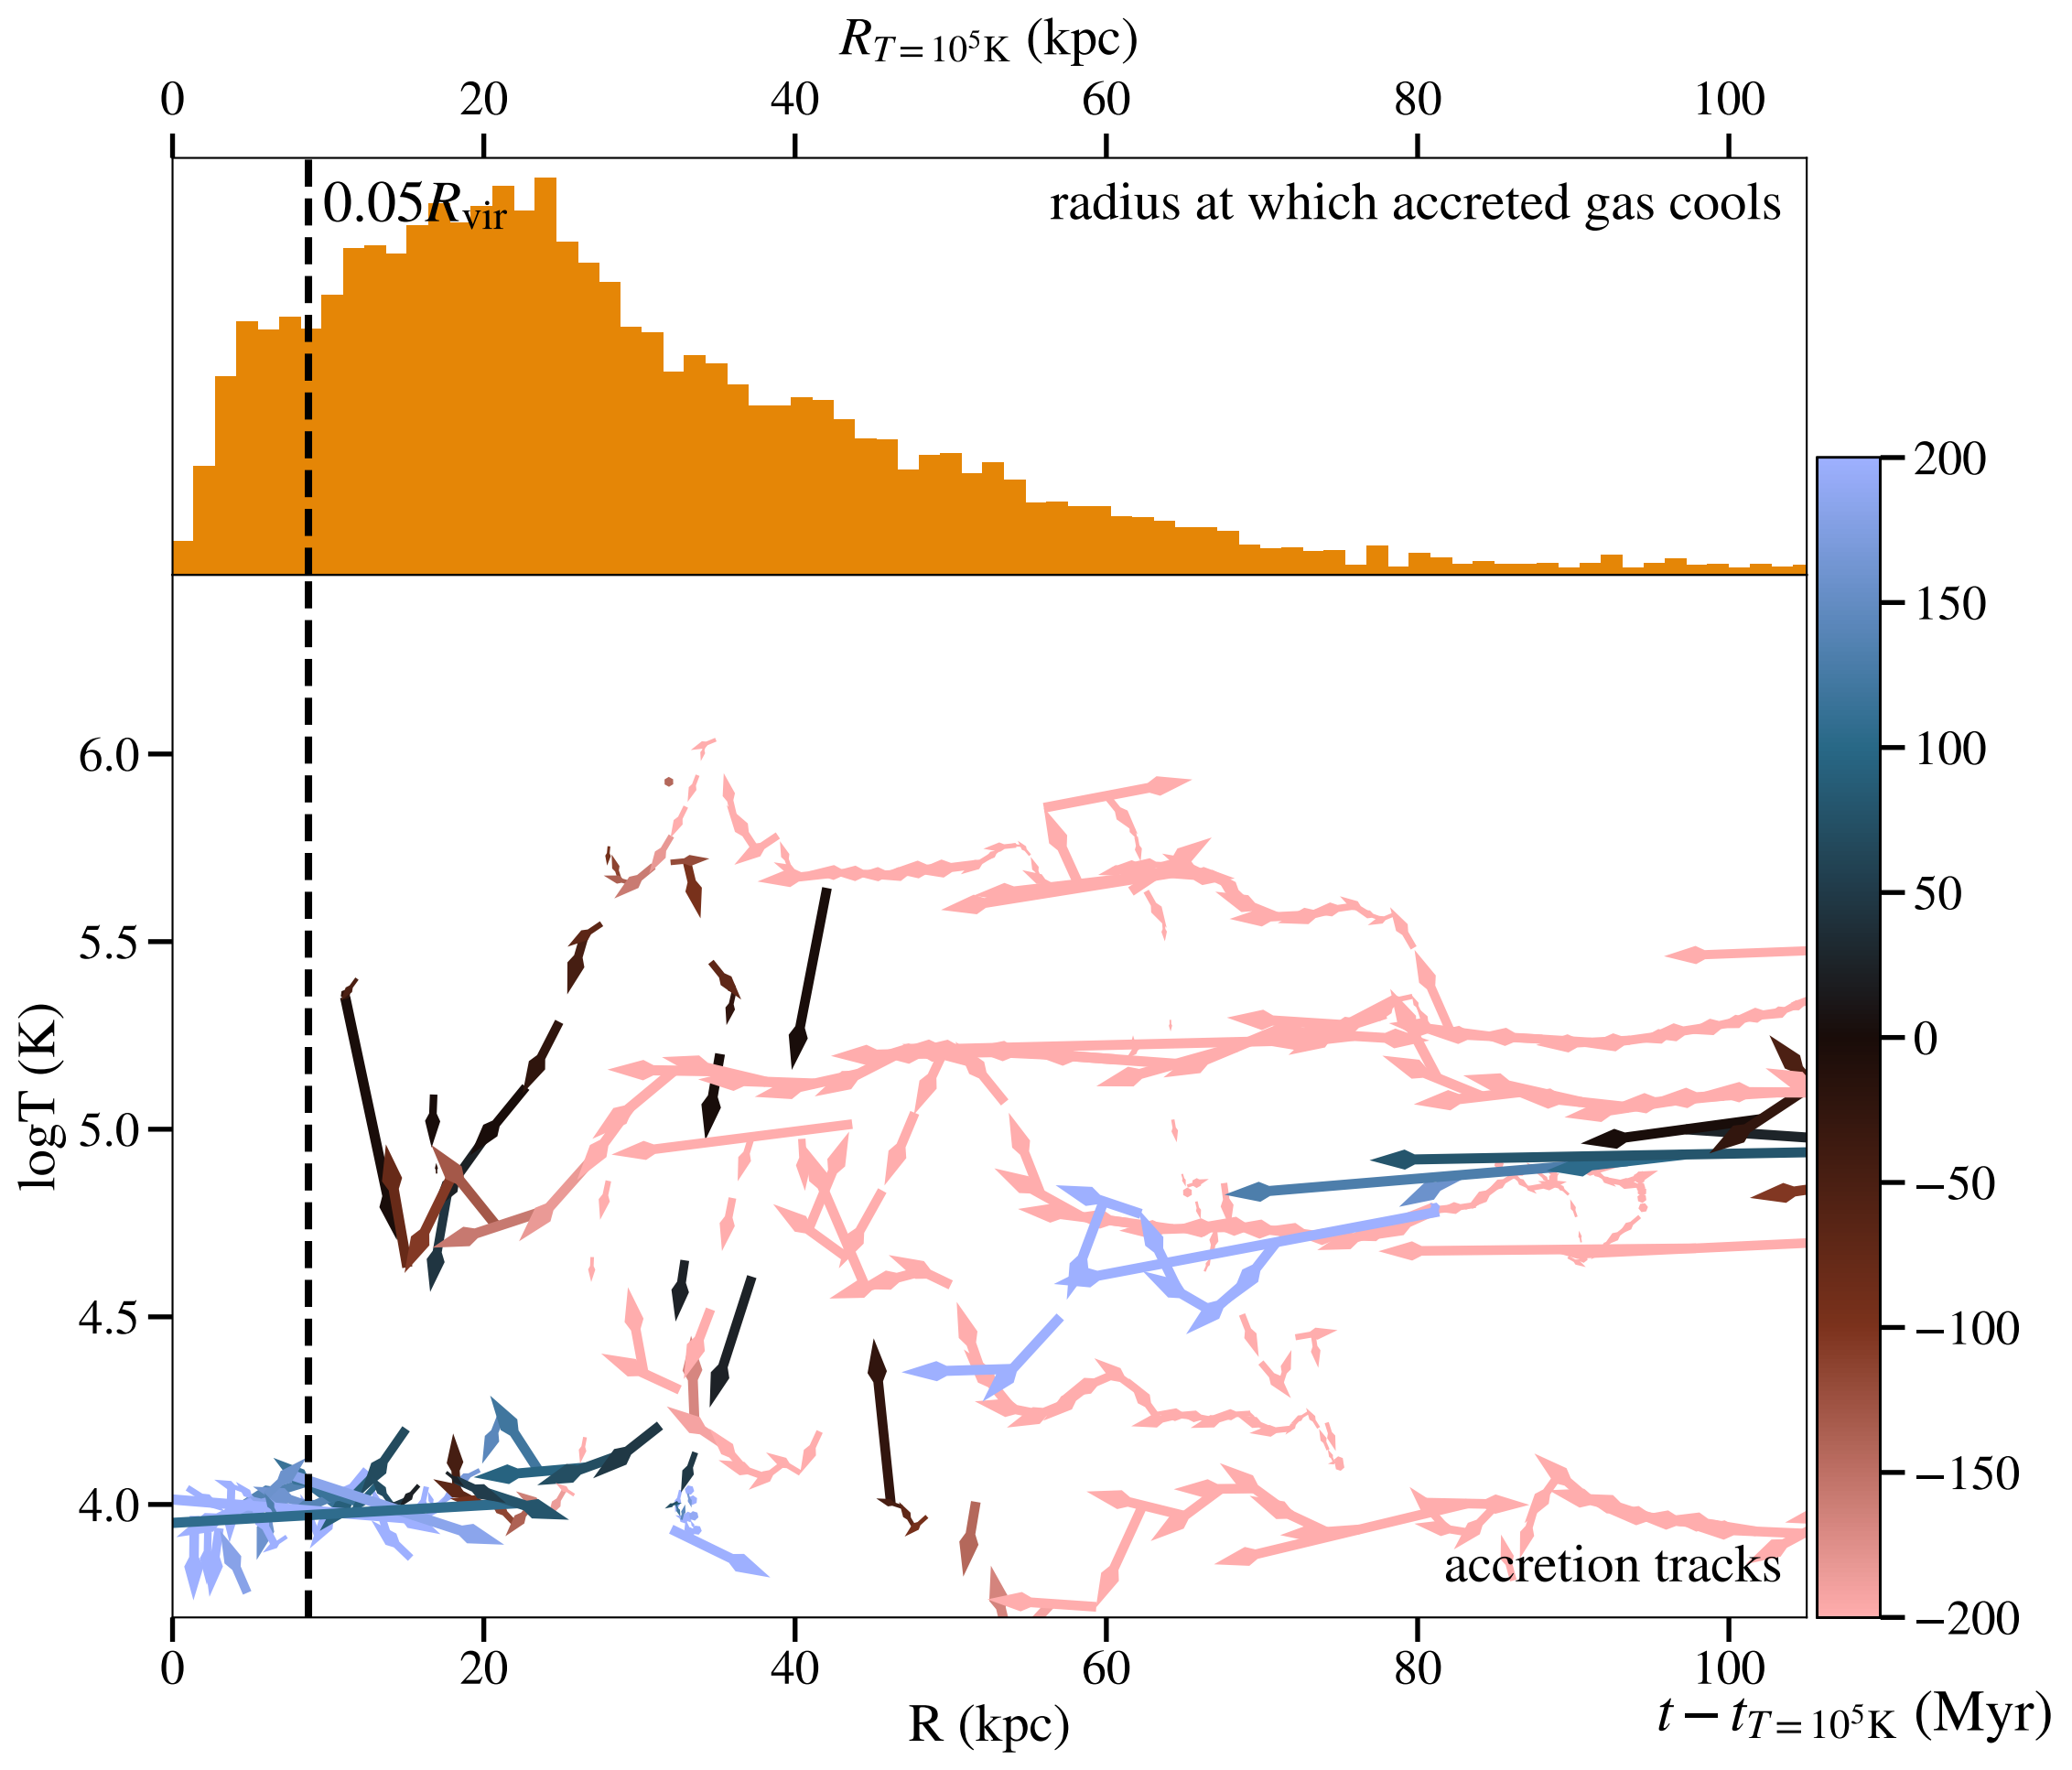 R_{T=10^5K} (kpc)
0 20 40 60 80 100
0.05R_vir
radius at which accreted gas cools
200
150
100
50
0
−50
−100
−150
−200
6.0
5.5
5.0
4.5
4.0
logT (K)
accretion tracks
0 20 40 60 80 100
R (kpc)
t − t_{T=10^5K} (Myr)